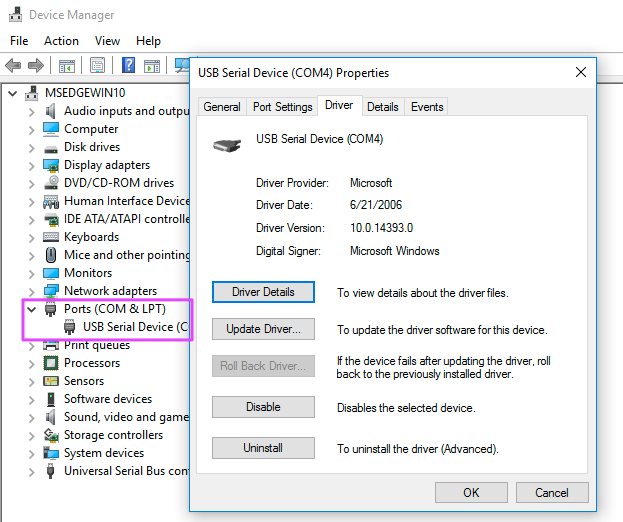 Device Manager
File Action View Help
MSEDGEWIN10
Audio inputs and outpu
Computer
Disk drives
Display adapters
DVD/CD-ROM drives
Human Interface Device
IDE ATA/ATAPI controlle
Keyboards
Mice and other pointing
Monitors
Network adapters
Ports (COM & LPT)
USB Serial Device (C
Print queues
Processors
Sensors
Software devices
Sound, video and game
Storage controllers
System devices
Universal Serial Bus con
USB Serial Device (COM4) Properties
General Port Settings Driver Details Events
USB Serial Device (COM4)
Driver Provider: Microsoft
Driver Date: 6/21/2006
Driver Version: 10.0.14393.0
Digital Signer: Microsoft Windows
Driver Details To view details about the driver files.
Update Driver... To update the driver software for this device.
Roll Back Driver... If the device fails after updating the driver, roll
back to the previously installed driver.
Disable Disables the selected device.
Uninstall To uninstall the driver (Advanced).
OK Cancel